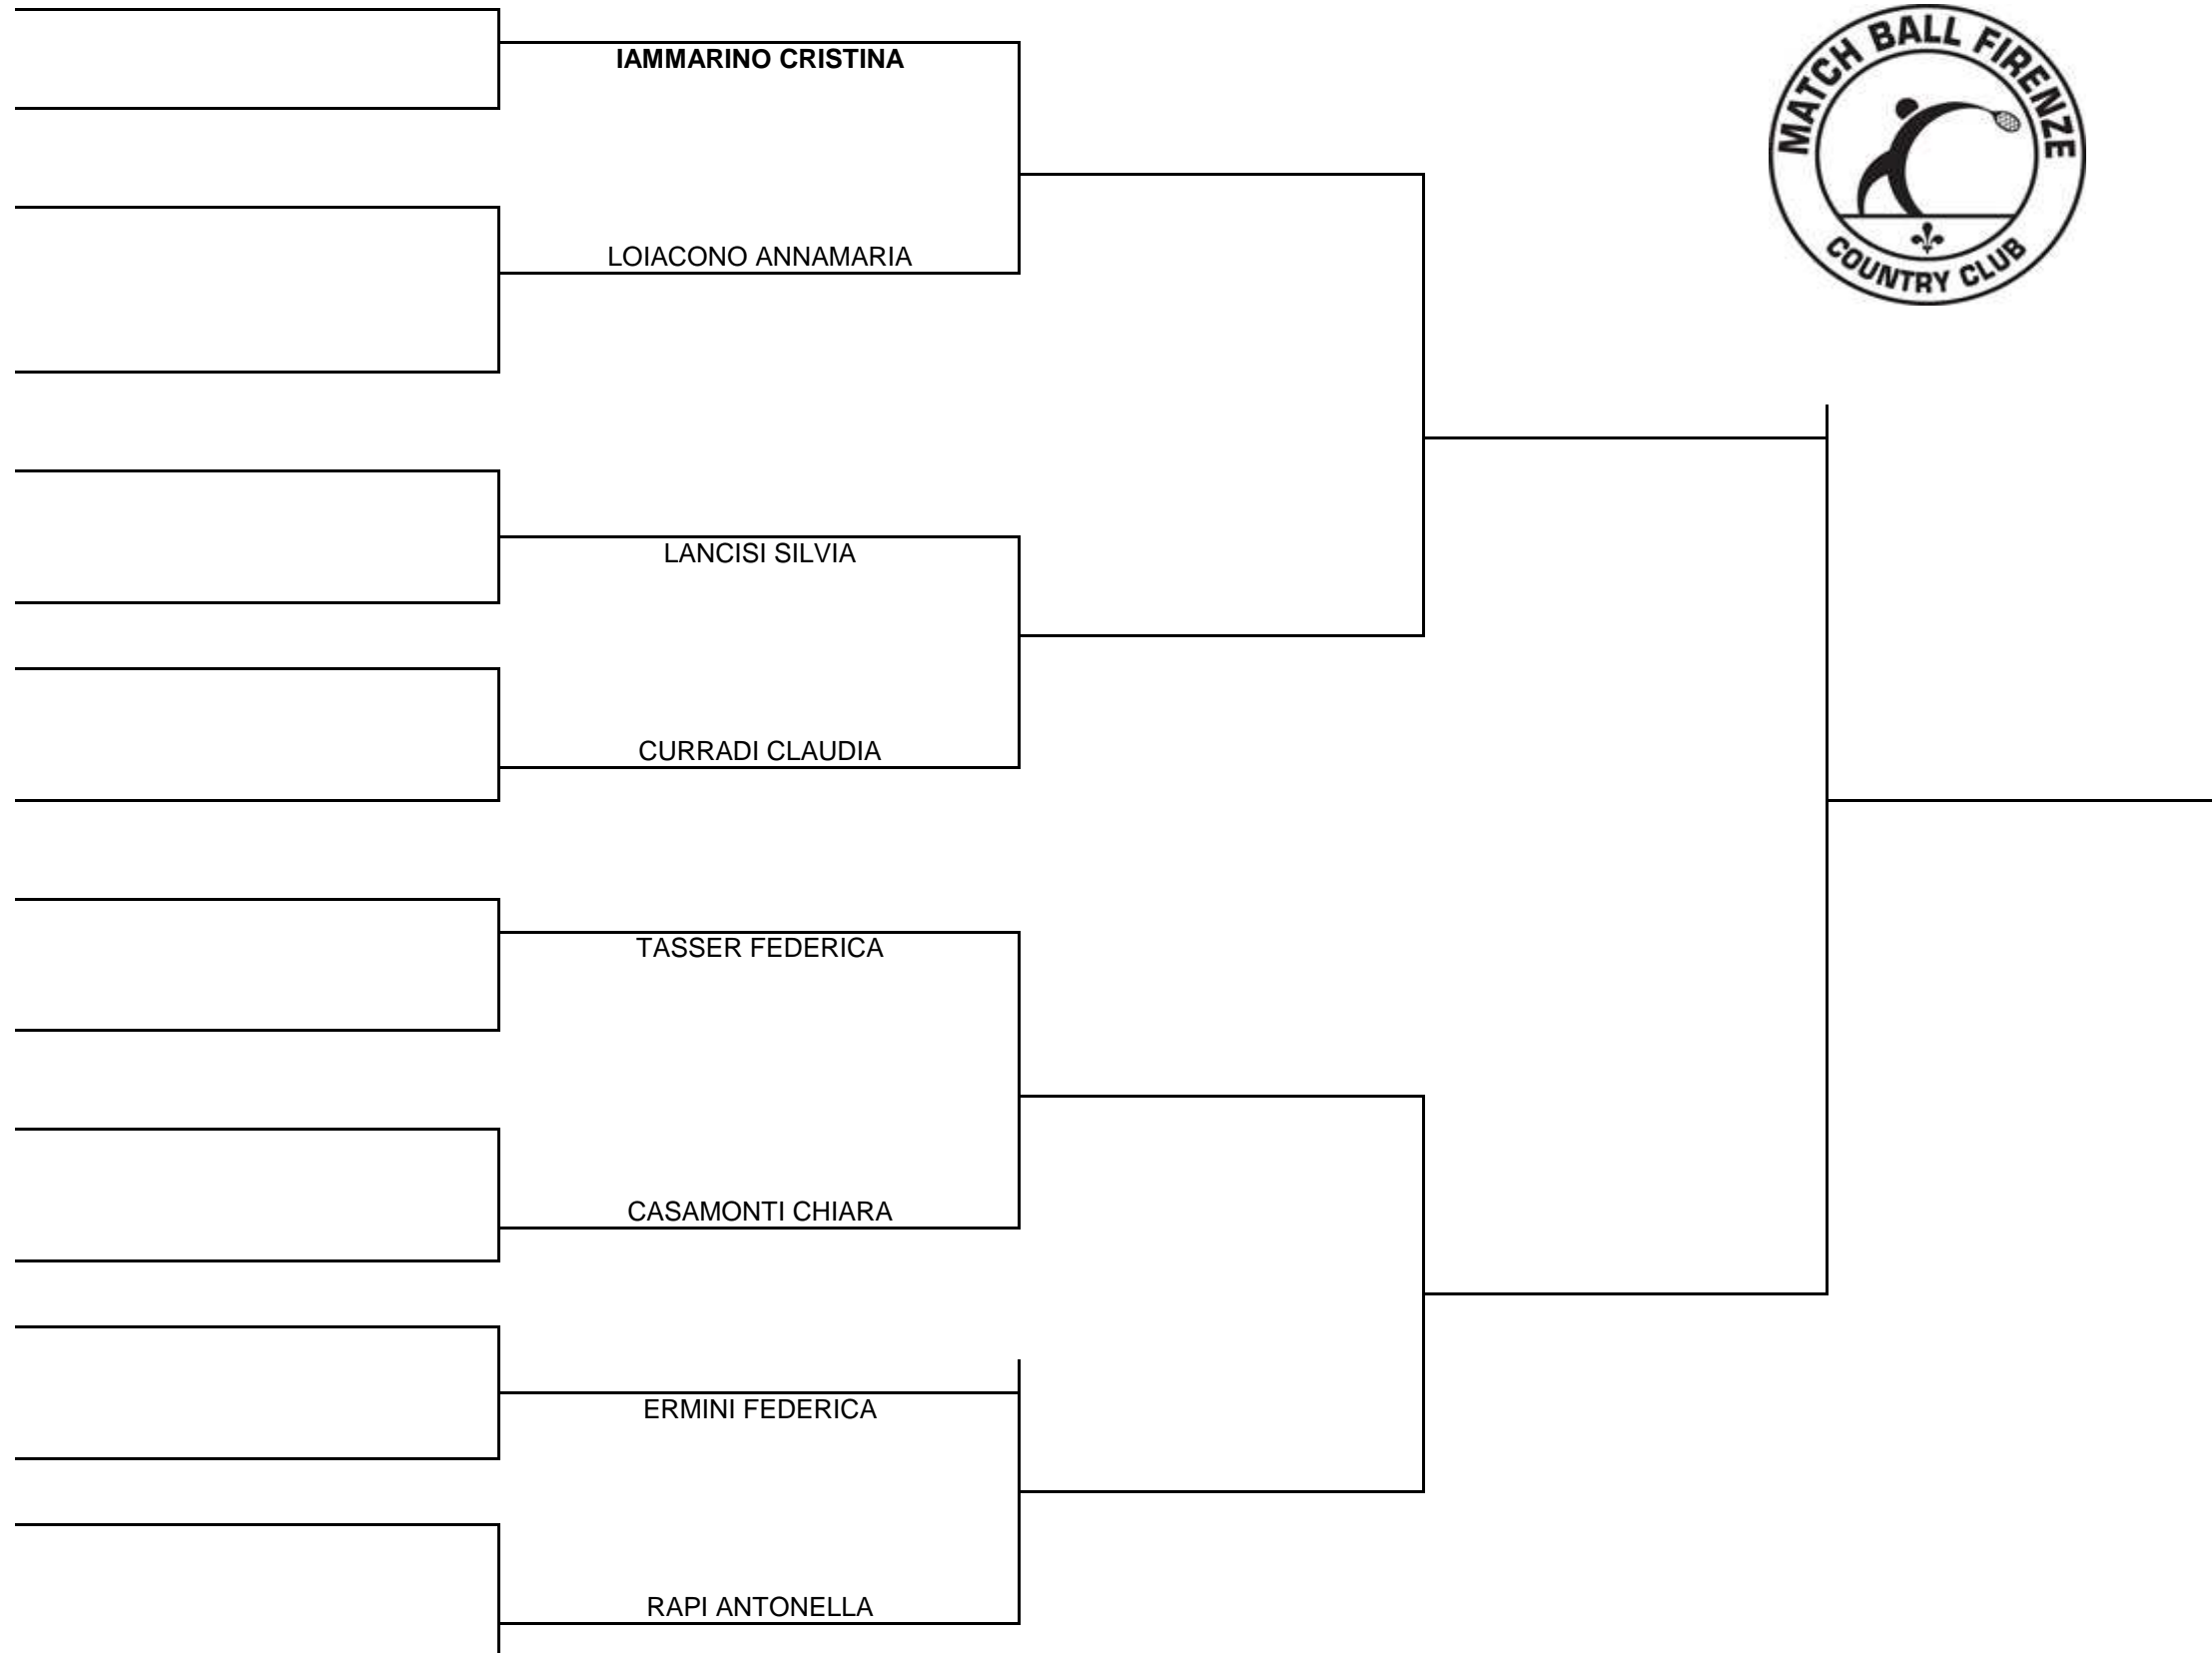 MATCH BALL FIRENZE
COUNTRY CLUB
IAMMARINO CRISTINA
LOIACONO ANNAMARIA
LANCISI SILVIA
CURRADI CLAUDIA
TASSER FEDERICA
CASAMONTI CHIARA
ERMINI FEDERICA
RAPI ANTONELLA